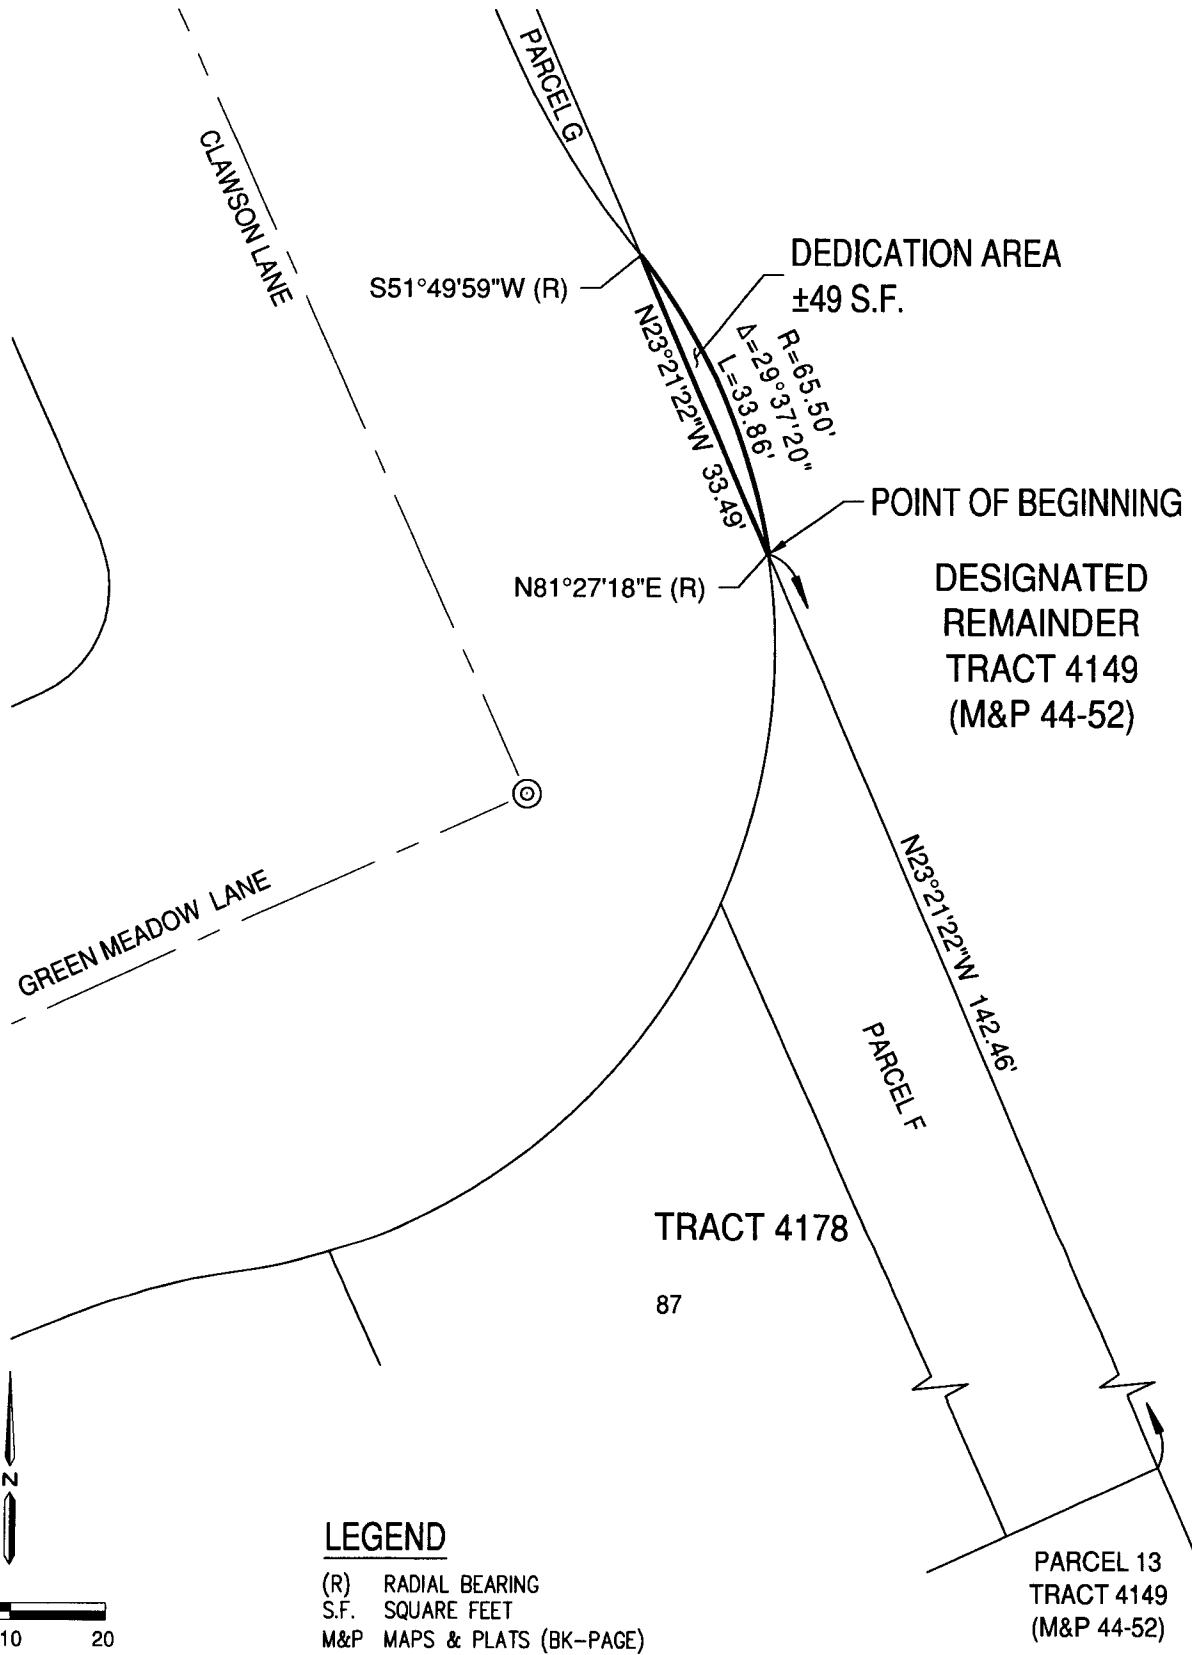 PARCEL G
CLAWSON LANE
DEDICATION AREA
±49 S.F.
S51°49'59"W (R)
N23°21'22"W 33.49'
R=65.50'
Δ=29°37'20"
L=33.86'
POINT OF BEGINNING
N81°27'18"E (R)
DESIGNATED
REMAINDER
TRACT 4149
(M&P 44-52)
GREEN MEADOW LANE
N23°21'22"W 142.46'
PARCEL F
TRACT 4178
87
N
LEGEND
(R) RADIAL BEARING
S.F. SQUARE FEET
M&P MAPS & PLATS (BK-PAGE)
10 20
PARCEL 13
TRACT 4149
(M&P 44-52)